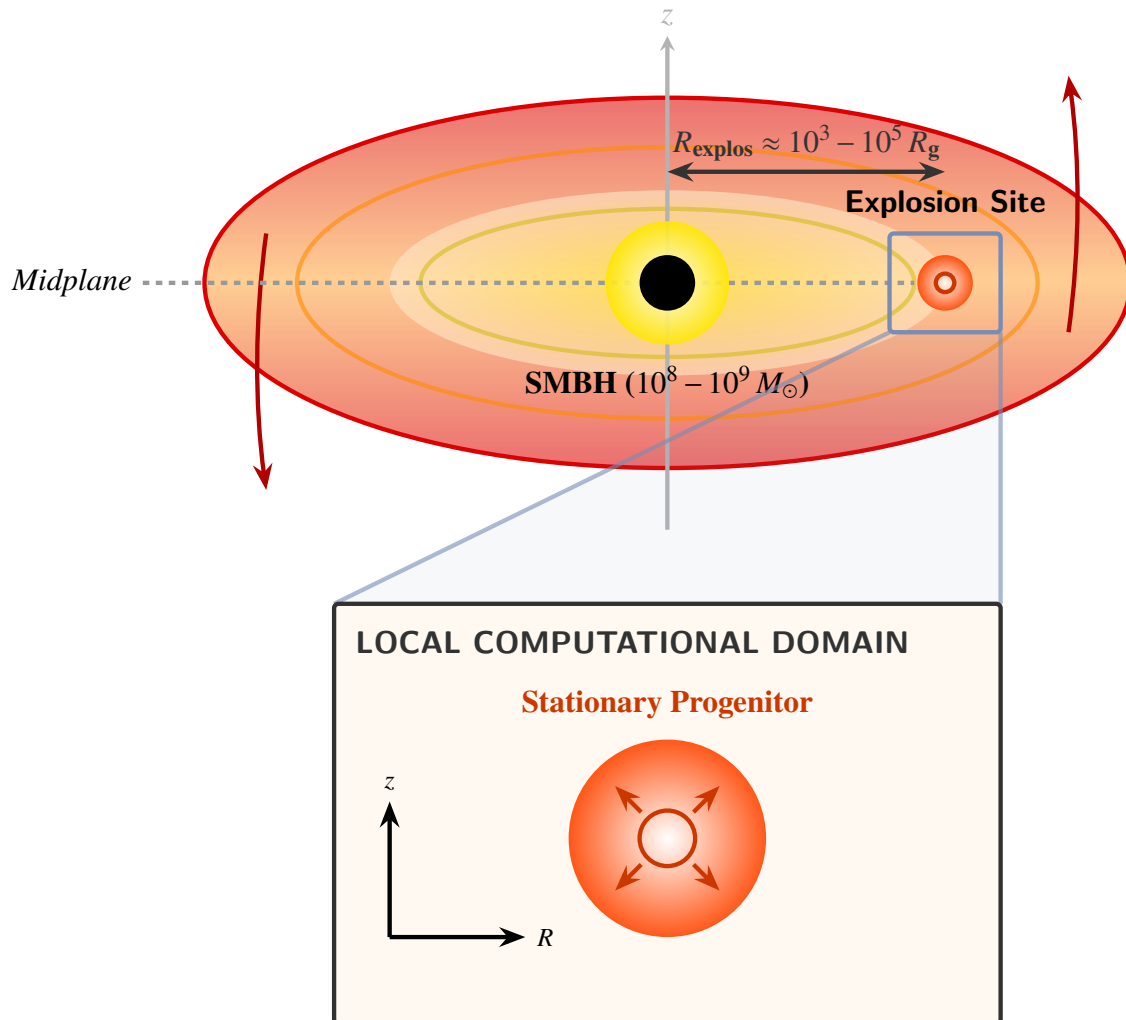 z
R_explos ≈ 10^3 – 10^5 R_g
Explosion Site
Midplane
SMBH (10^8 – 10^9 M_⊙)
LOCAL COMPUTATIONAL DOMAIN
Stationary Progenitor
z
R